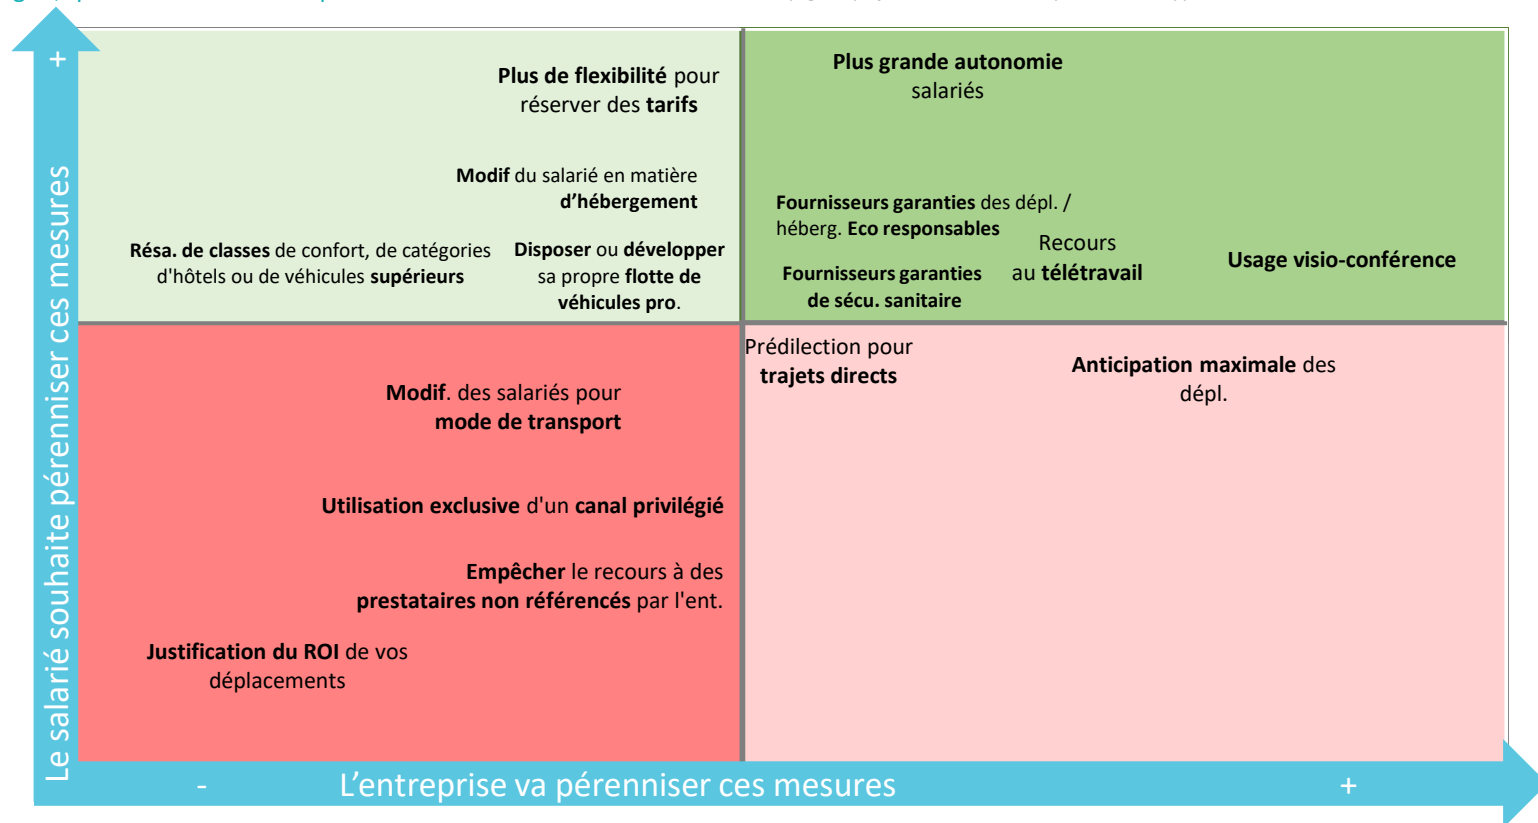 +
Le salarié souhaite pérenniser ces mesures
Plus de flexibilité pour
réserver des tarifs
Modif du salarié en matière
d’hébergement
Résa. de classes de confort, de catégories
d'hôtels ou de véhicules supérieurs
Disposer ou développer
sa propre flotte de
véhicules pro.
Plus grande autonomie
salariés
Fournisseurs garanties des dépl. /
héberg. Eco responsables
Fournisseurs garanties
de sécu. sanitaire
Recours
au télétravail
Usage visio-conférence
Modif. des salariés pour
mode de transport
Utilisation exclusive d'un canal privilégié
Empêcher le recours à des
prestataires non référencés par l'ent.
Justification du ROI de vos
déplacements
Prédilection pour
trajets directs
Anticipation maximale des
dépl.
-
L’entreprise va pérenniser ces mesures
+